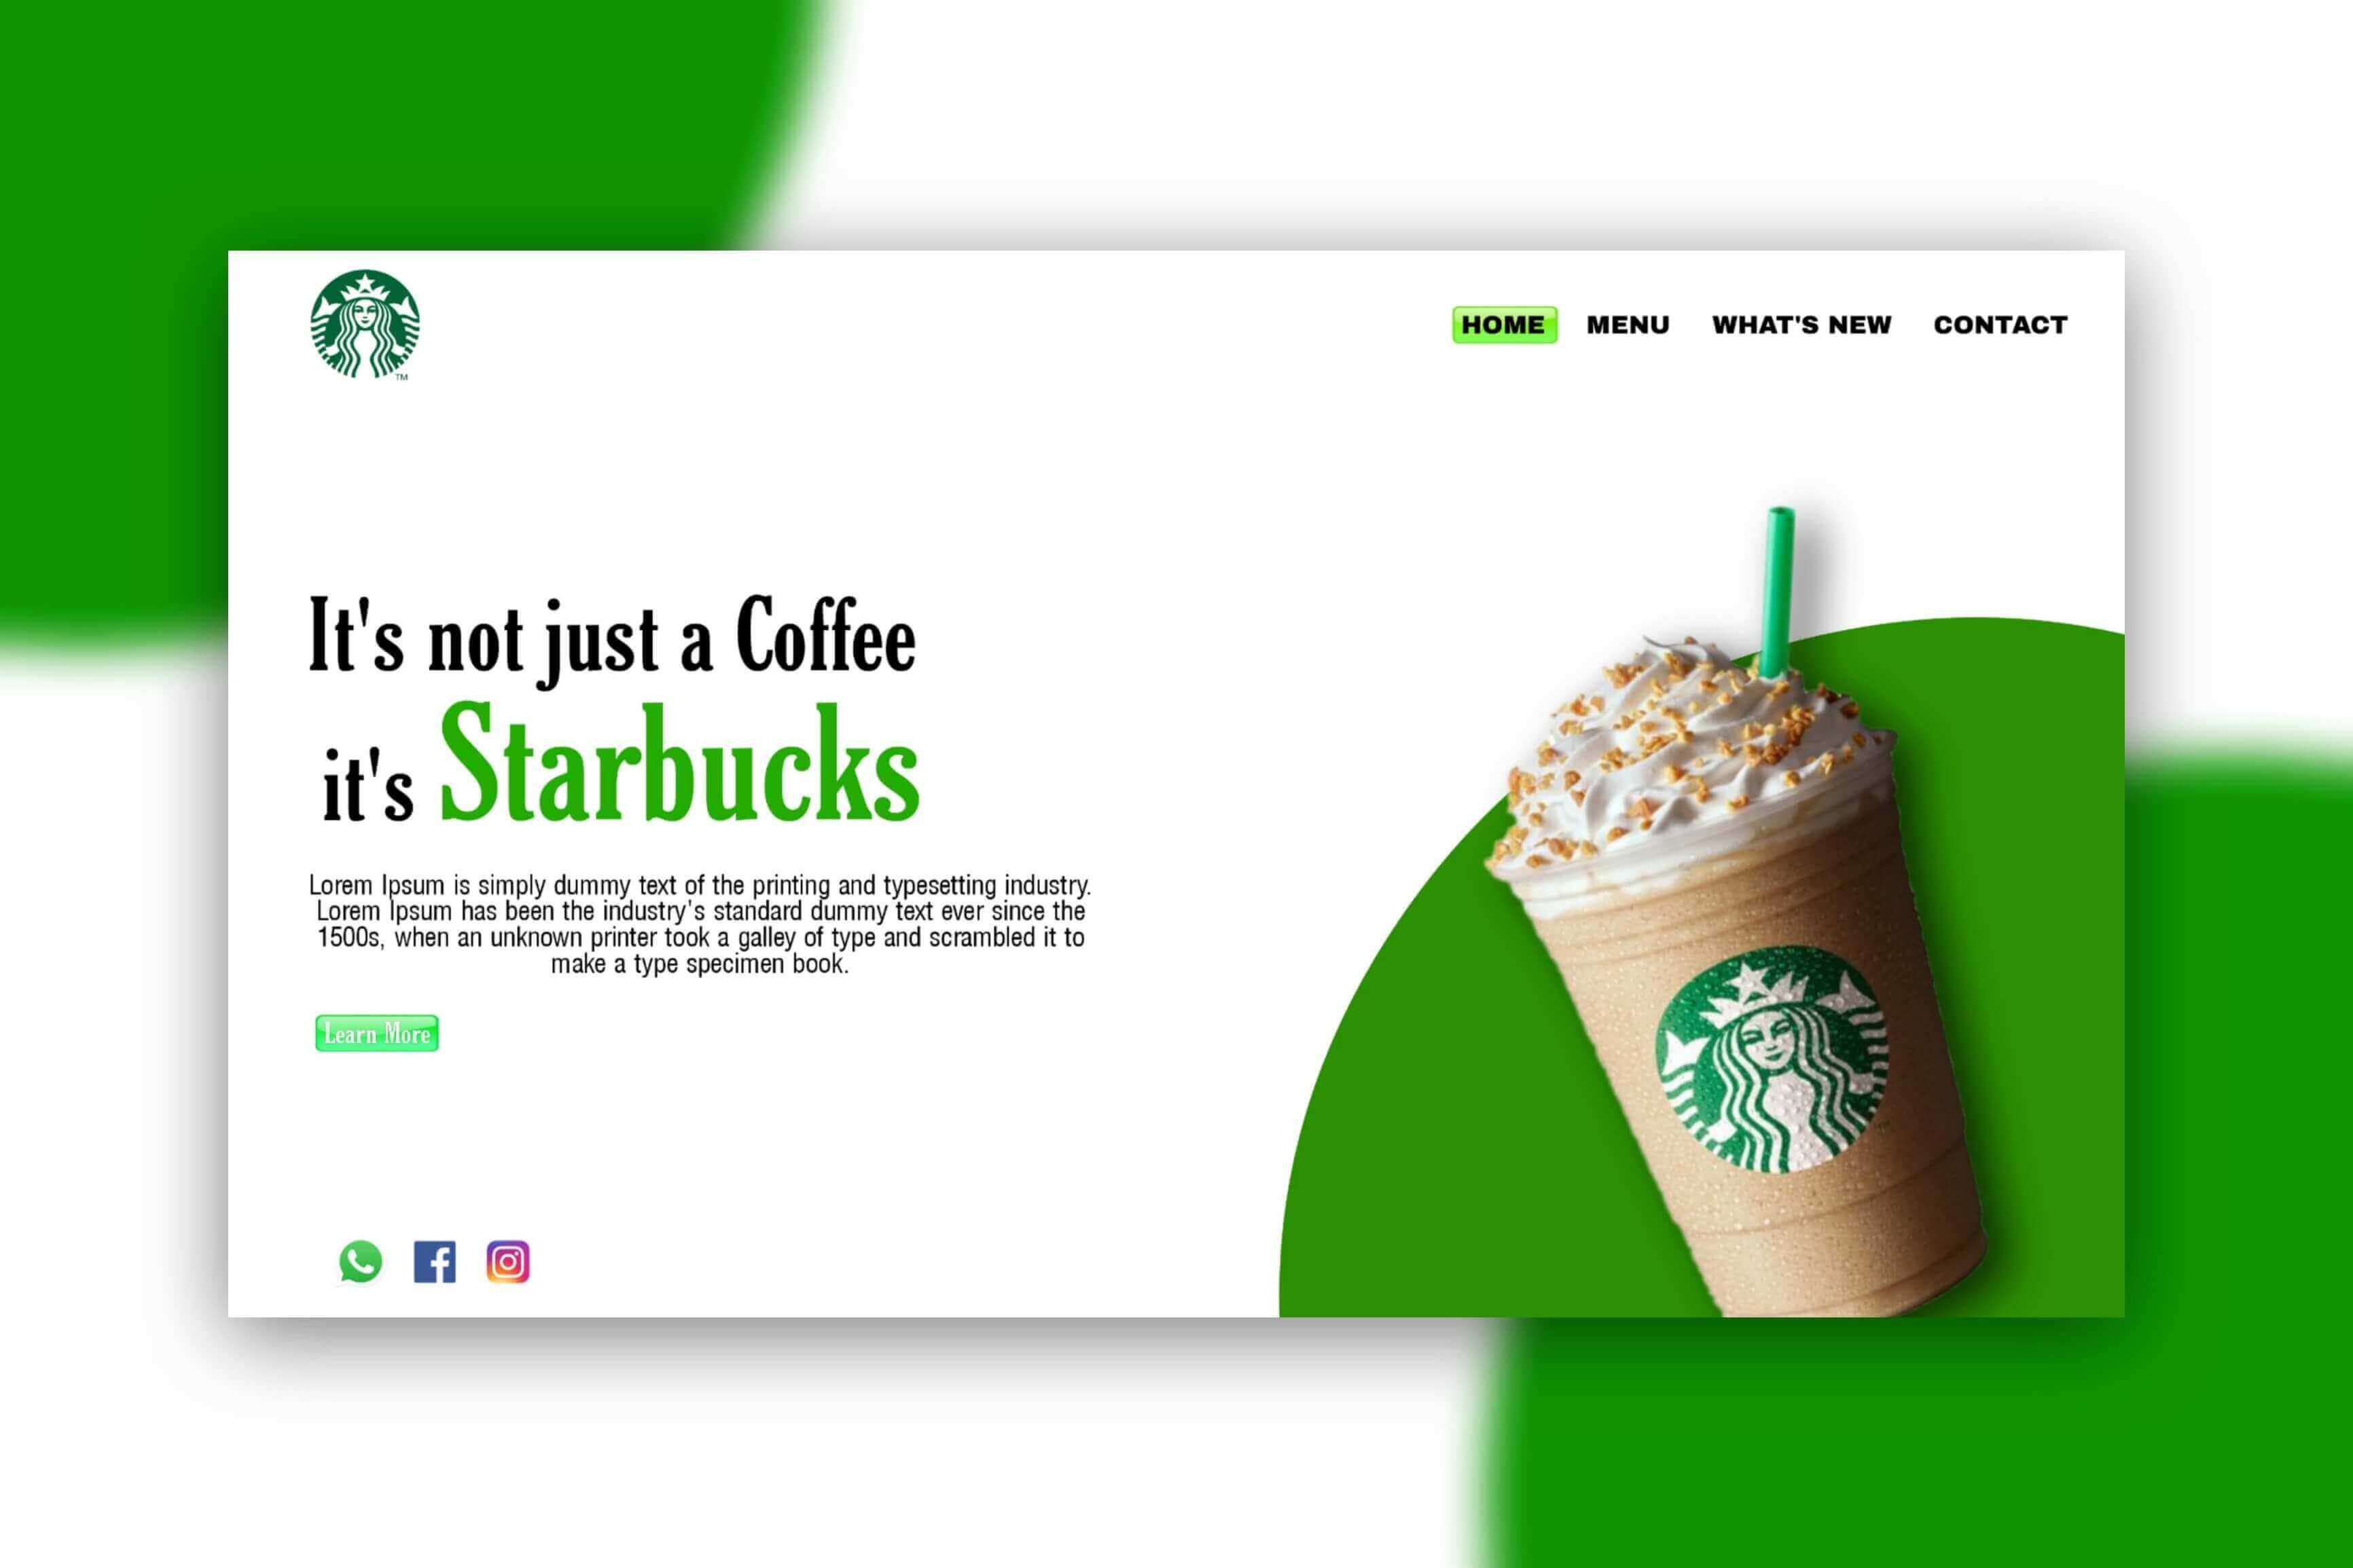 TM
HOME MENU WHAT'S NEW CONTACT
It's not just a Coffee
it's Starbucks
Lorem Ipsum is simply dummy text of the printing and typesetting industry.
Lorem Ipsum has been the industry's standard dummy text ever since the
1500s, when an unknown printer took a galley of type and scrambled it to
make a type specimen book.
Learn More